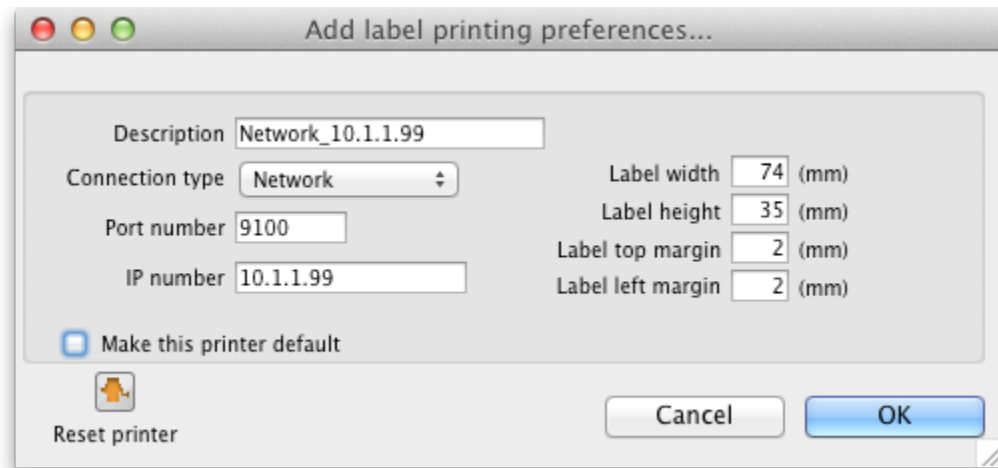 Add label printing preferences...
Description Network_10.1.1.99
Connection type Network
Port number 9100
IP number 10.1.1.99
Label width 74 (mm)
Label height 35 (mm)
Label top margin 2 (mm)
Label left margin 2 (mm)
Make this printer default
Reset printer
Cancel OK